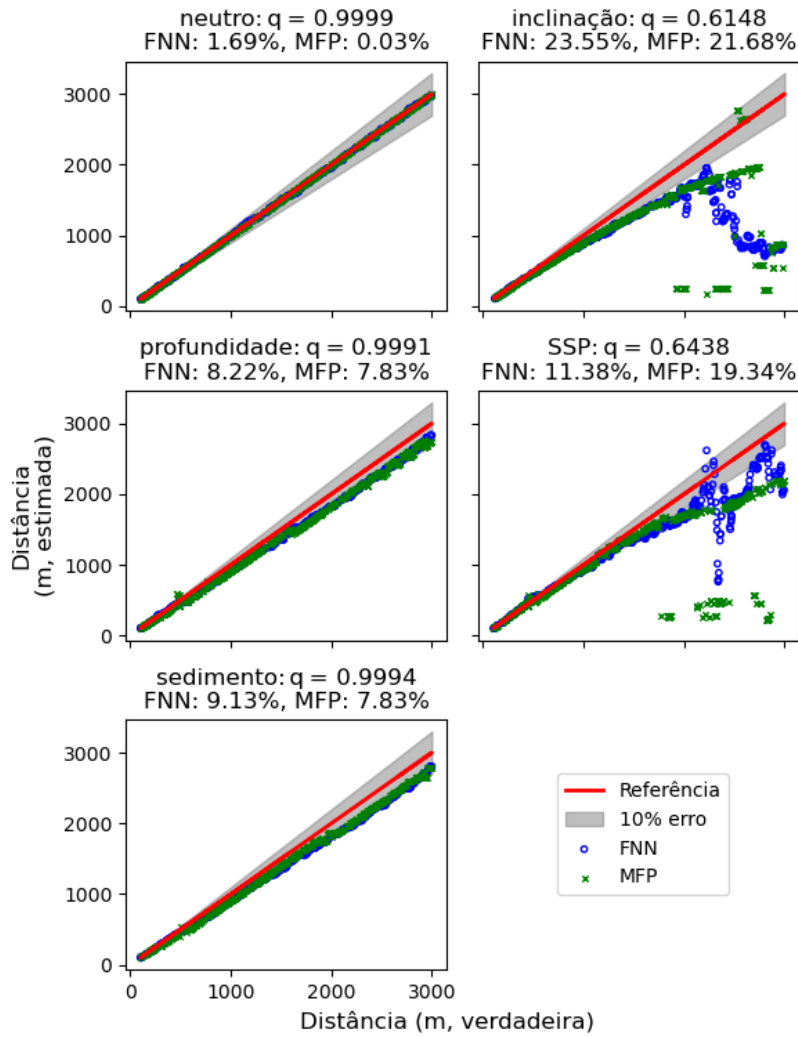 neutro: q = 0.9999
FNN: 1.69%, MFP: 0.03%
3000
2000
1000
0
inclinação: q = 0.6148
FNN: 23.55%, MFP: 21.68%
profundidade: q = 0.9991
FNN: 8.22%, MFP: 7.83%
3000
2000
1000
0
Distância
(m, estimada)
SSP: q = 0.6438
FNN: 11.38%, MFP: 19.34%
sedimento: q = 0.9994
FNN: 9.13%, MFP: 7.83%
3000
2000
1000
0
0 1000 2000 3000
Distância (m, verdadeira)
Referência
10% erro
FNN
MFP